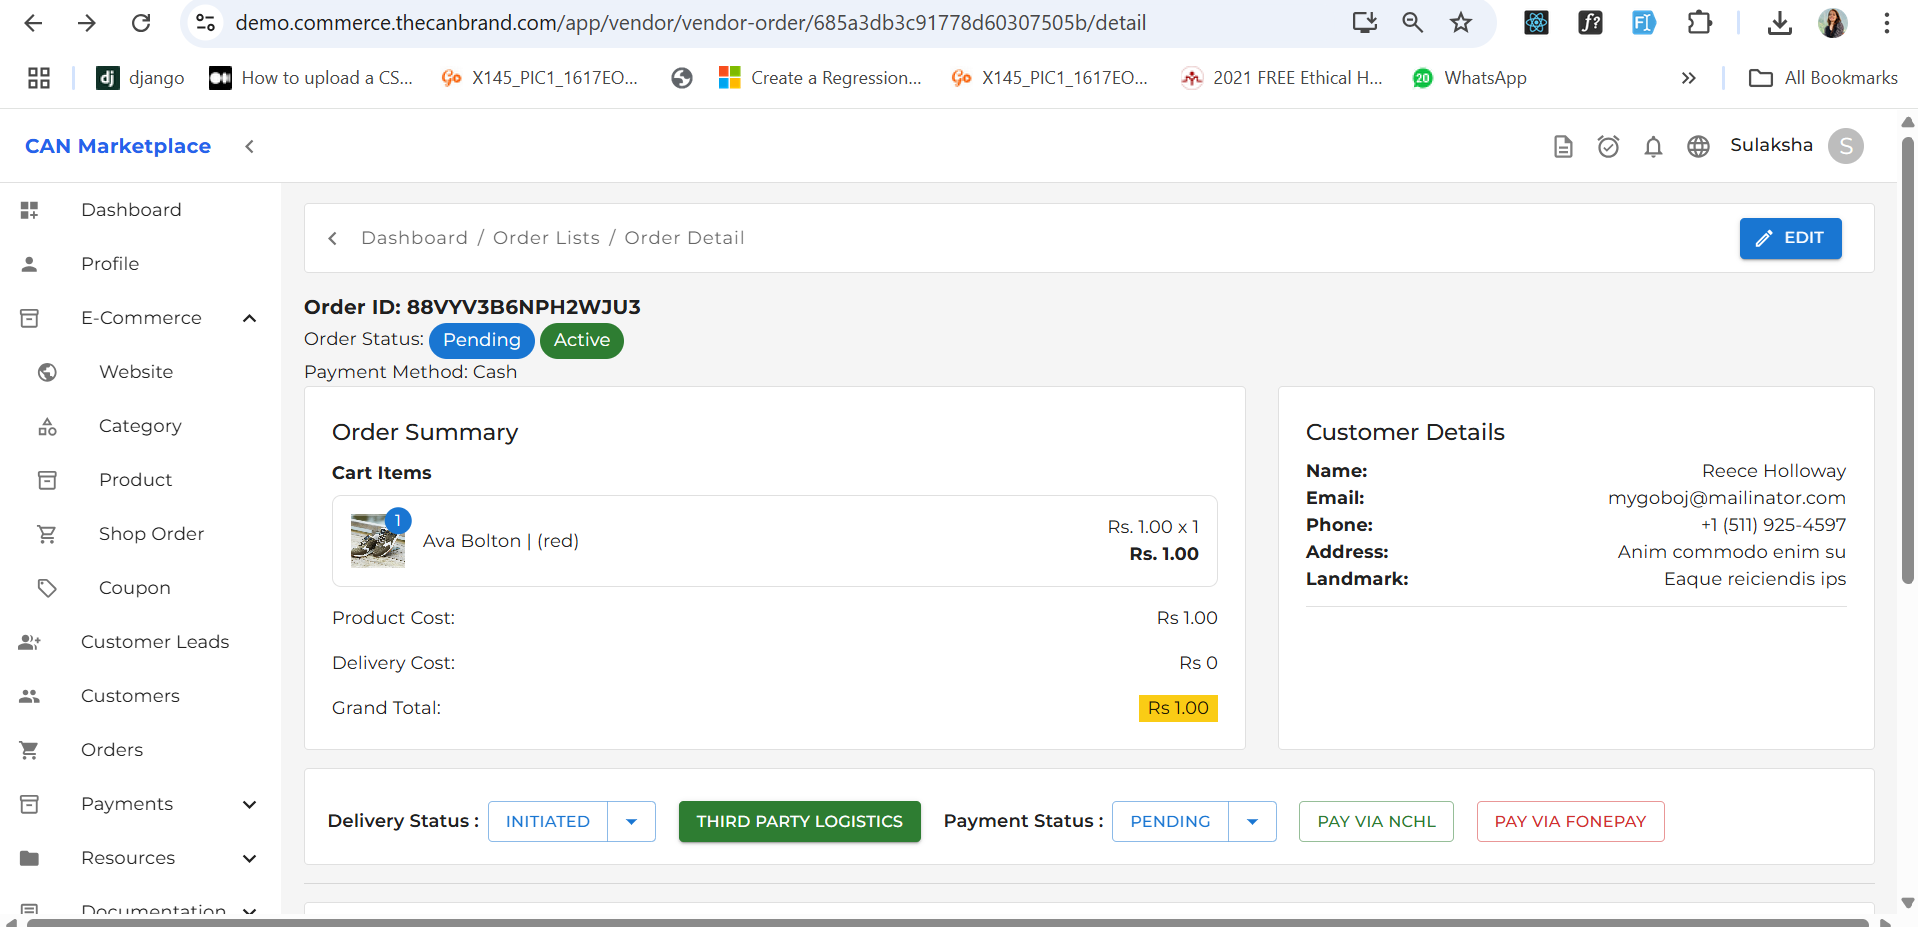 demo.commerce.thecanbrand.com/app/vendor/vendor-order/685a3db3c91778d60307505b/detail
django
How to upload a CS...
X145_PIC1_1617EO...
Create a Regression...
X145_PIC1_1617EO...
2021 FREE Ethical H...
20
WhatsApp
All Bookmarks
CAN Marketplace
Sulaksha
S
Dashboard
Profile
E-Commerce
Website
Category
Product
Shop Order
Coupon
Customer Leads
Customers
Orders
Payments
Resources
Documentation
Dashboard / Order Lists / Order Detail
EDIT
Order ID: 88VYV3B6NPH2WJU3
Order Status: Pending Active
Payment Method: Cash
Order Summary
Cart Items
1
Ava Bolton | (red)
Rs. 1.00 x 1
Rs. 1.00
Product Cost: Rs 1.00
Delivery Cost: Rs 0
Grand Total: Rs 1.00
Customer Details
Name: Reece Holloway
Email: mygoboj@mailinator.com
Phone: +1 (511) 925-4597
Address: Anim commodo enim su
Landmark: Eaque reiciendis ips
Delivery Status : INITIATED THIRD PARTY LOGISTICS Payment Status : PENDING PAY VIA NCHL PAY VIA FONEPAY